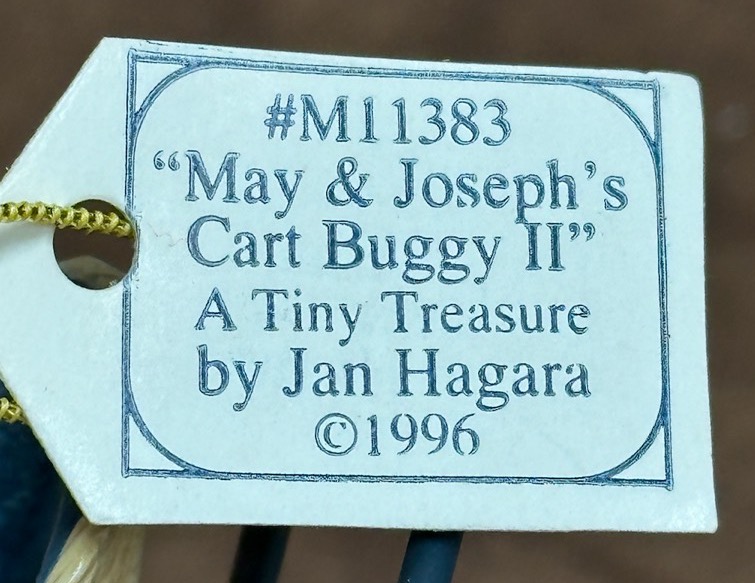 #M11383
“May & Joseph’s
Cart Buggy II”
A Tiny Treasure
by Jan Hagara
©1996